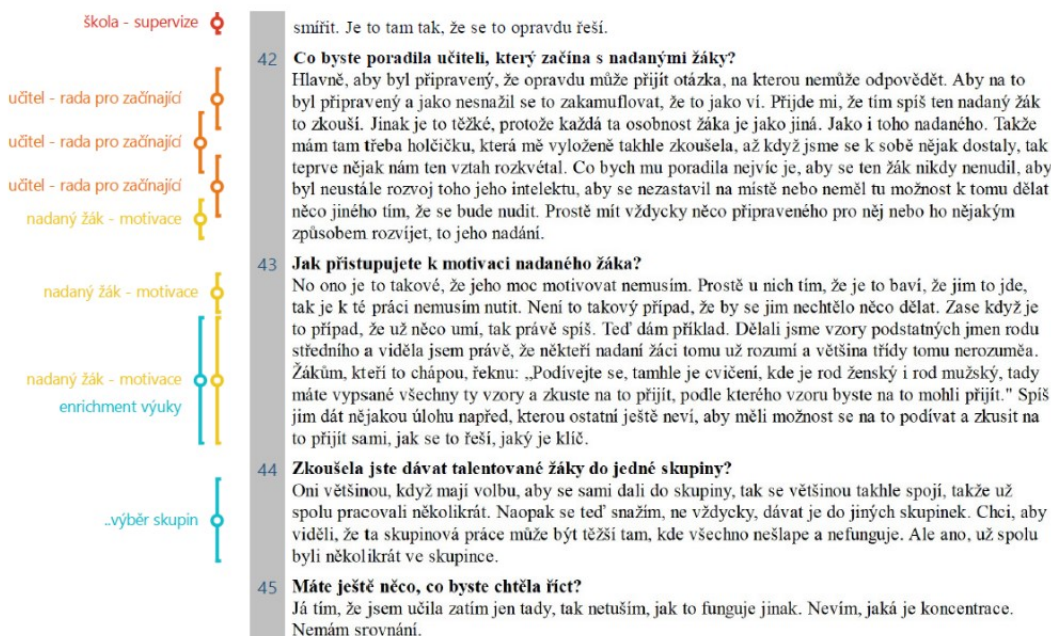 škola - supervize
smířit. Je to tam tak, že se to opravdu řeší.
42
Co byste poradila učiteli, který začíná s nadanými žáky?
Hlavně, aby byl připravený, že opravdu může přijít otázka, na kterou nemůže odpovědět. Aby na to
učitel - rada pro začínající
byl připravený a jako nesnažil se to zakamuflovat, že to jako ví. Přijde mi, že tím spíš ten nadaný žák
to zkouší. Jinak je to těžké, protože každá ta osobnost žáka je jako jiná. Jako i toho nadaného. Takže
učitel - rada pro začínající
mám tam třeba holčičku, která mě vyloženě takhle zkoušela, až když jsme se k sobě nějak dostaly, tak
teprve nějak nám ten vztah rozkvétal. Co bych mu poradila nejvíc je, aby se ten žák nikdy nenudil, aby
učitel - rada pro začínající
byl neustále rozvoj toho jeho intelektu, aby se nezastavil na místě nebo neměl tu možnost k tomu dělat
nadaný žák - motivace
něco jiného tím, že se bude nudit. Prostě mít vždycky něco připraveného pro něj nebo ho nějakým
způsobem rozvíjet, to jeho nadání.
43
Jak přistupujete k motivaci nadaného žáka?
No ono je to takové, že jeho moc motivovat nemusím. Prostě u nich tím, že je to baví, že jim to jde,
nadaný žák - motivace
tak je k té práci nemusím nutit. Není to takový případ, že by se jim nechtělo něco dělat. Zase když je
to případ, že už něco umí, tak právě spíš. Teď dám příklad. Dělali jsme vzory podstatných jmen rodu
středního a viděla jsem právě, že někteří nadaní žáci tomu už rozumí a většina třídy tomu nerozuměa.
nadaný žák - motivace
Žákům, kteří to chápou, řeknu: „Podívejte se, tamhle je cvičení, kde je rod ženský i rod mužský, tady
enrichment výuky
máte vypsané všechny ty vzory a zkuste na to přijít, podle kterého vzoru byste na to mohli přijít." Spíš
jim dát nějakou úlohu napřed, kterou ostatní ještě neví, aby měli možnost se na to podívat a zkusit na
to přijít sami, jak se to řeší, jaký je klíč.
44
Zkoušela jste dávat talentované žáky do jedné skupiny?
Oni většinou, když mají volbu, aby se sami dali do skupiny, tak se většinou takhle spojí, takže už
..výběr skupin
spolu pracovali několikrát. Naopak se teď snažím, ne vždycky, dávat je do jiných skupinek. Chci, aby
viděli, že ta skupinová práce může být těžší tam, kde všechno nešlape a nefunguje. Ale ano, už spolu
byli několikrát ve skupince.
45
Máte ještě něco, co byste chtěla říct?
Já tím, že jsem učila zatím jen tady, tak netuším, jak to funguje jinak. Nevím, jaká je koncentrace.
Nemám srovnání.